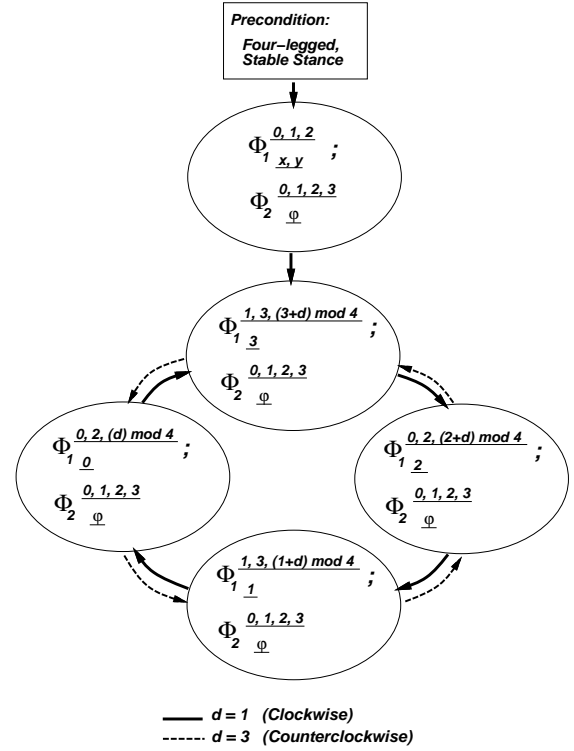 Precondition:
Four–legged,
Stable Stance
Φ1 0, 1, 2 x, y ;
Φ2 0, 1, 2, 3 φ
Φ1 1, 3, (3+d) mod 4 3 ;
Φ2 0, 1, 2, 3 φ
Φ1 0, 2, (d) mod 4 0 ;
Φ2 0, 1, 2, 3 φ
Φ1 0, 2, (2+d) mod 4 2 ;
Φ2 0, 1, 2, 3 φ
Φ1 1, 3, (1+d) mod 4 1 ;
Φ2 0, 1, 2, 3 φ
d = 1 (Clockwise)
d = 3 (Counterclockwise)